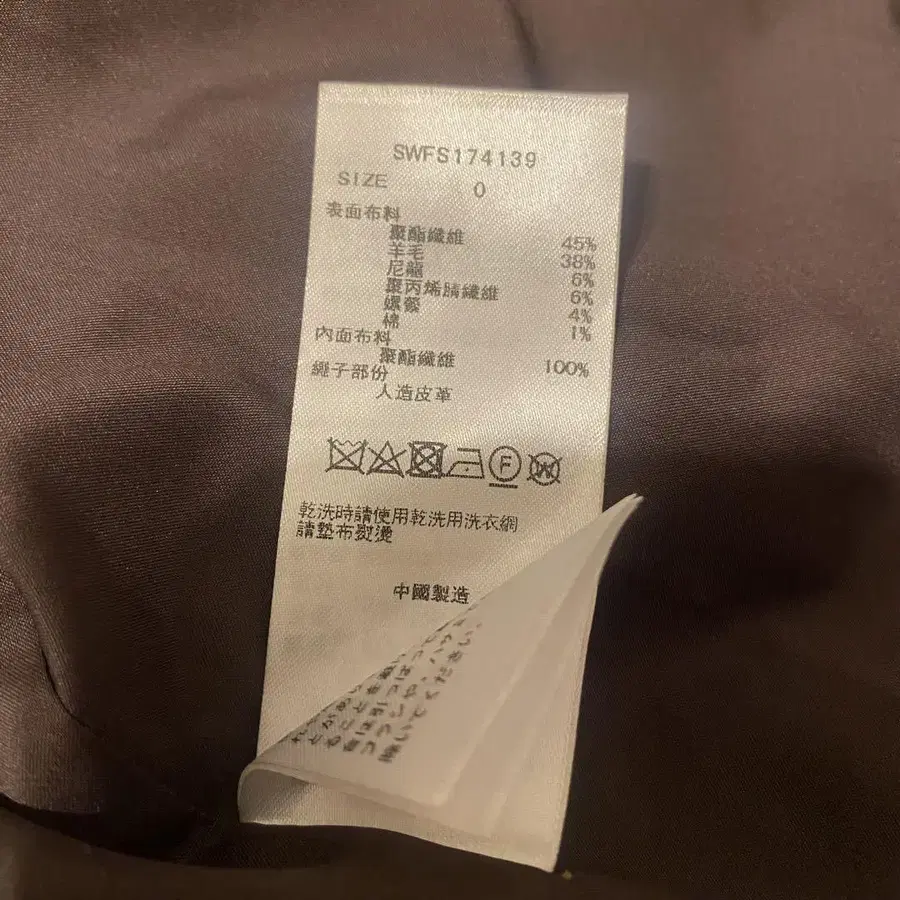 SWFS174139
SIZE 0
表面布料
聚酯纖維 45%
羊毛 38%
尼龍 6%
聚丙烯腈纖維 6%
嫘縈 4%
棉 1%
內面布料
聚酯纖維 100%
繩子部份
人造皮革
F W
乾洗時請使用乾洗用洗衣網
請墊布熨燙
中國製造